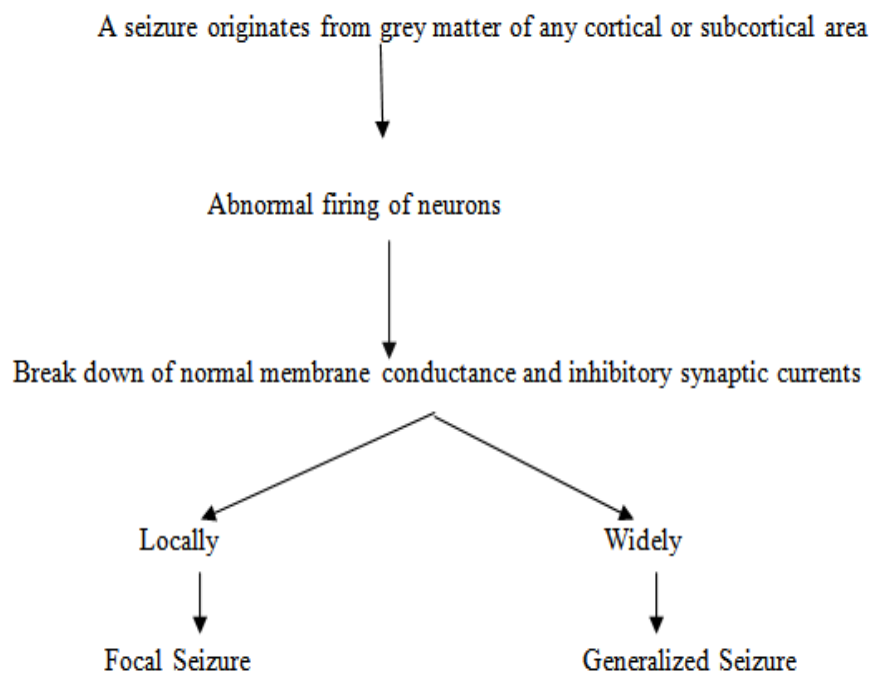 A seizure originates from grey matter of any cortical or subcortical area
Abnormal firing of neurons
Break down of normal membrane conductance and inhibitory synaptic currents
Locally
Widely
Focal Seizure
Generalized Seizure